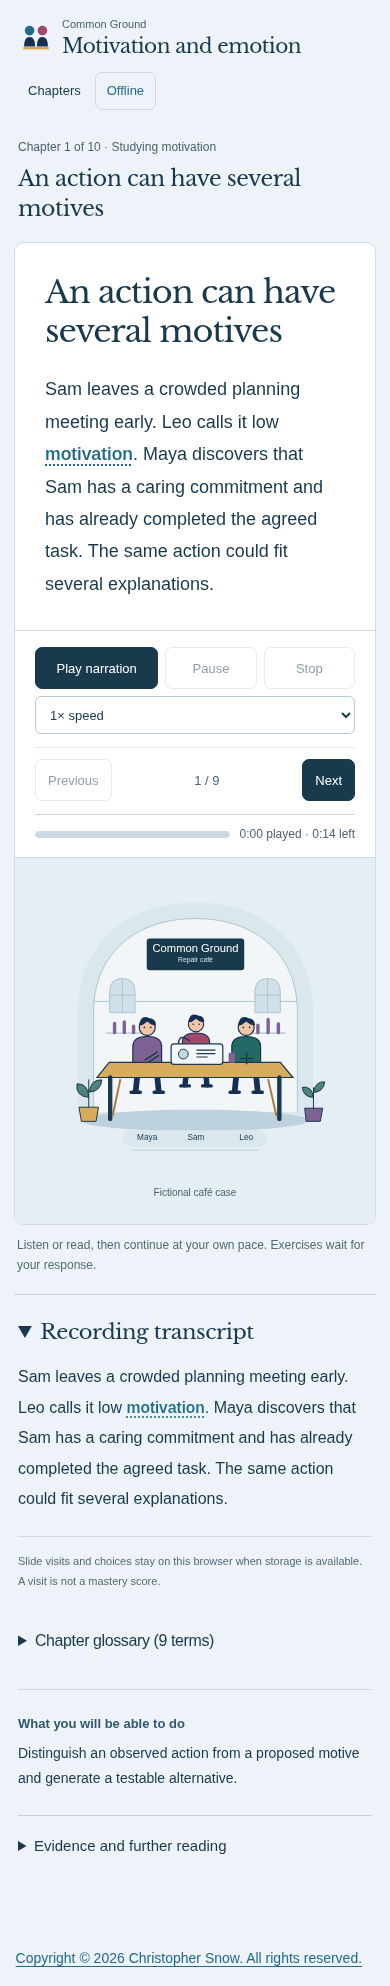 Common Ground
Motivation and emotion
Chapters
Offline
Chapter 1 of 10 · Studying motivation
An action can have several
motives
An action can have
several motives
Sam leaves a crowded planning
meeting early. Leo calls it low
motivation. Maya discovers that
Sam has a caring commitment and
has already completed the agreed
task. The same action could fit
several explanations.
Play narration
Pause
Stop
1× speed
Previous
1 / 9
Next
0:00 played · 0:14 left
Common Ground
Repair café
Maya
Sam
Leo
Fictional café case
Listen or read, then continue at your own pace. Exercises wait for
your response.
Recording transcript
Sam leaves a crowded planning meeting early.
Leo calls it low motivation. Maya discovers that
Sam has a caring commitment and has already
completed the agreed task. The same action
could fit several explanations.
Slide visits and choices stay on this browser when storage is available.
A visit is not a mastery score.
Chapter glossary (9 terms)
What you will be able to do
Distinguish an observed action from a proposed motive
and generate a testable alternative.
Evidence and further reading
Copyright © 2026 Christopher Snow. All rights reserved.